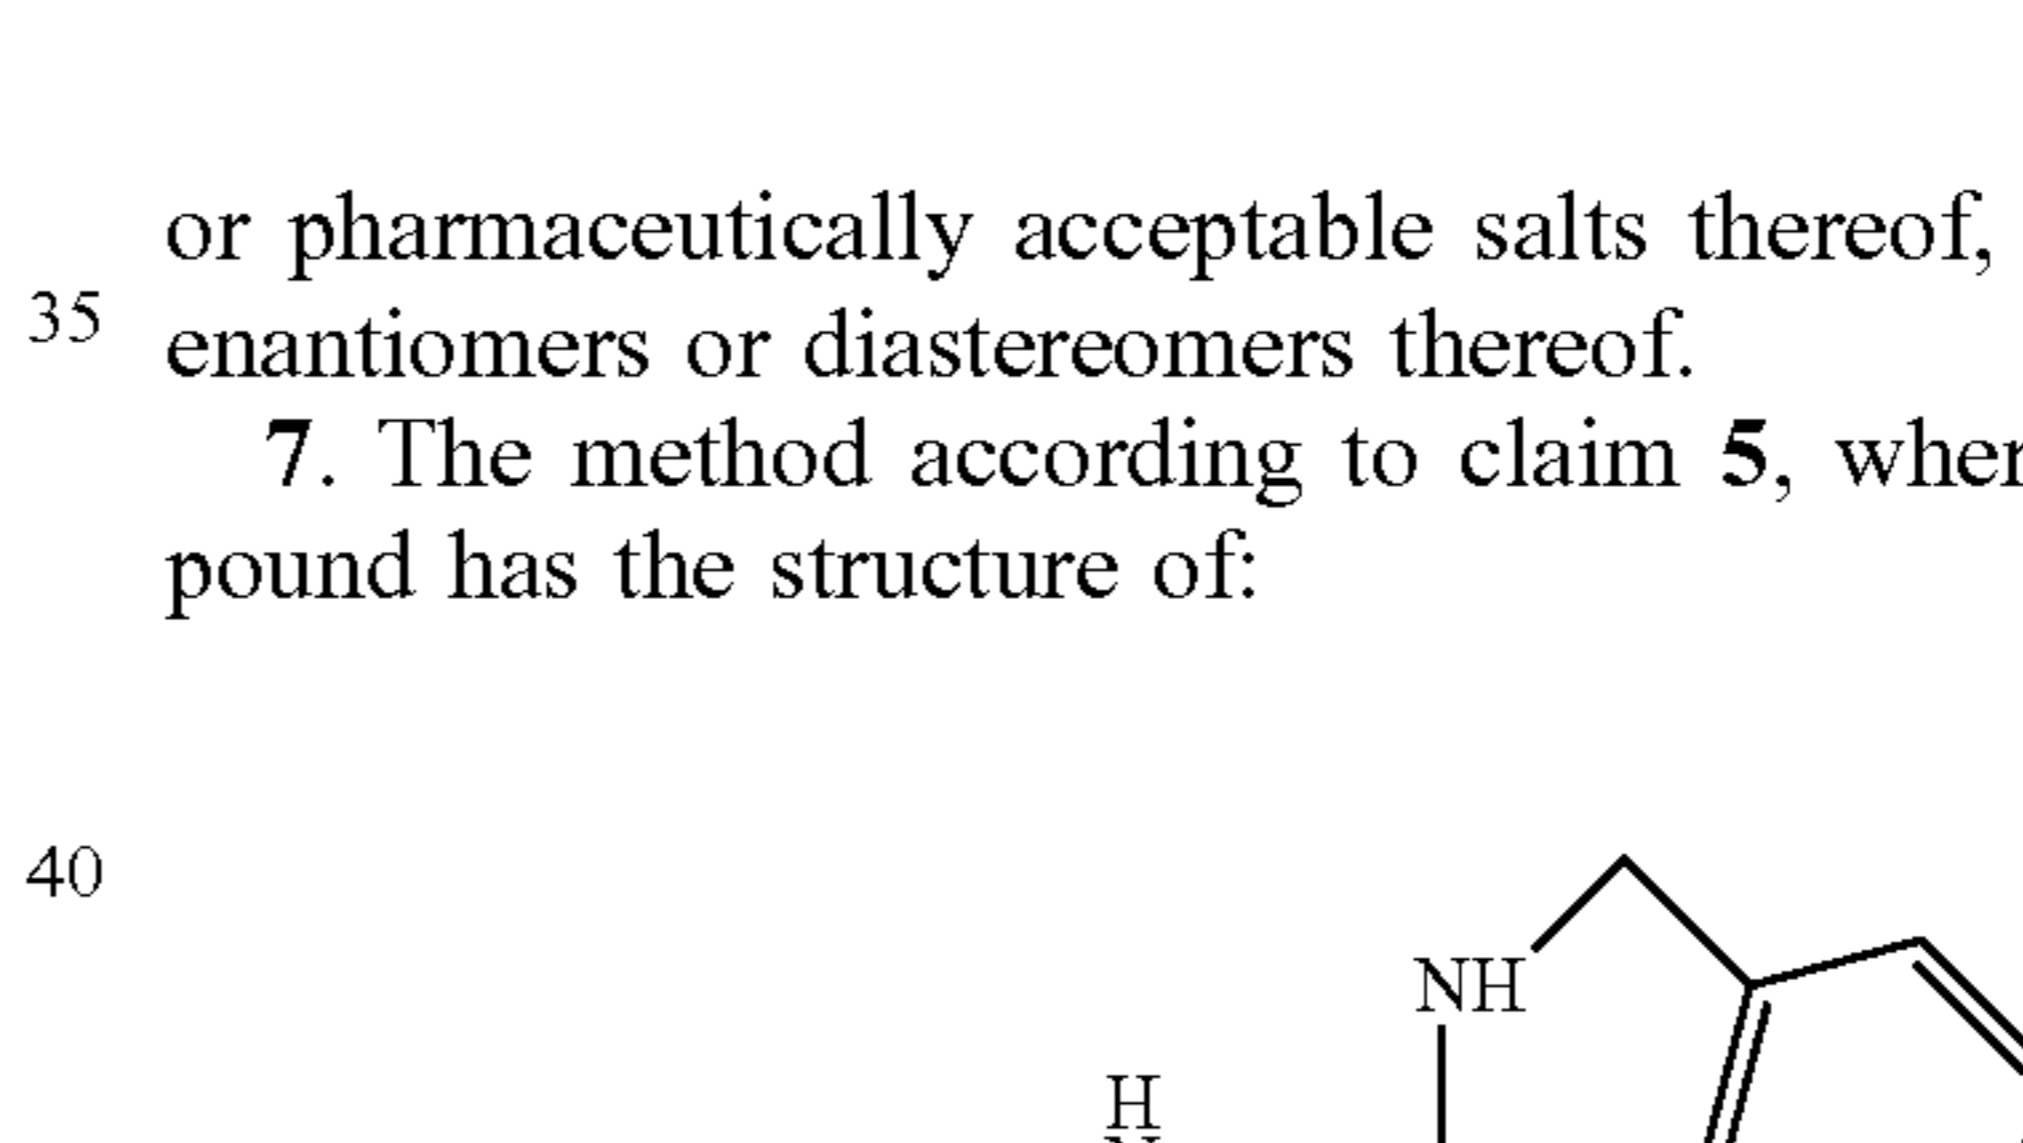 or pharmaceutically acceptable salts thereof,
35
enantiomers or diastereomers thereof.
7. The method according to claim 5,
pound has the structure of:
40
NH
H